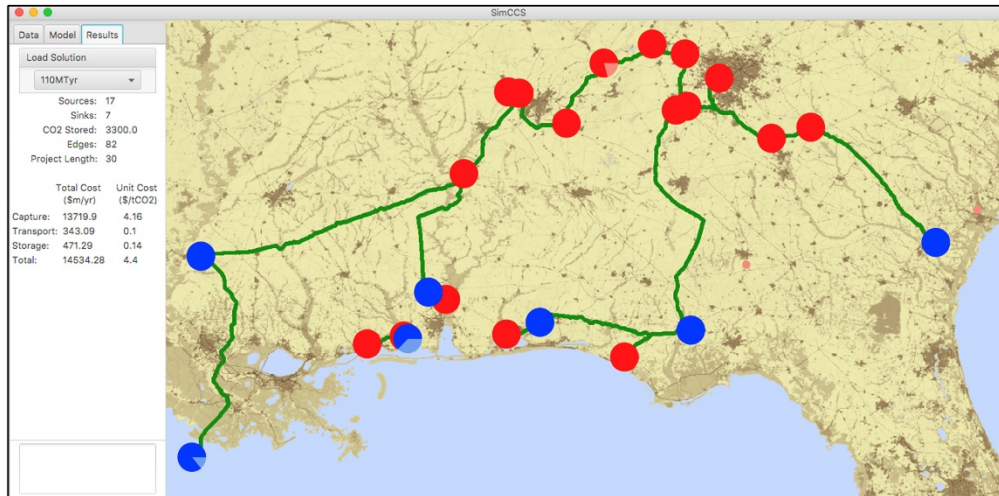 SimCCS
Data Model Results
Load Solution
110MTyr
Sources: 17
Sinks: 7
CO2 Stored: 3300.0
Edges: 82
Project Length: 30
Total Cost Unit Cost
($m/yr) ($/tCO2)
Capture: 13719.9 4.16
Transport: 343.09 0.1
Storage: 471.29 0.14
Total: 14534.28 4.4